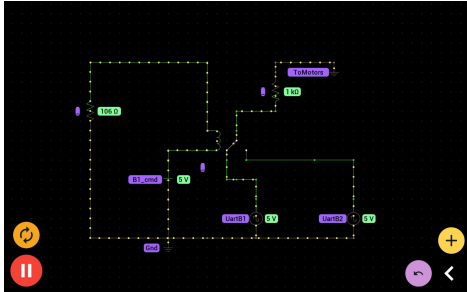 ToMotors
1 kΩ
106 Ω
B1_cmd
5 V
UartB1
5 V
UartB2
5 V
Gnd